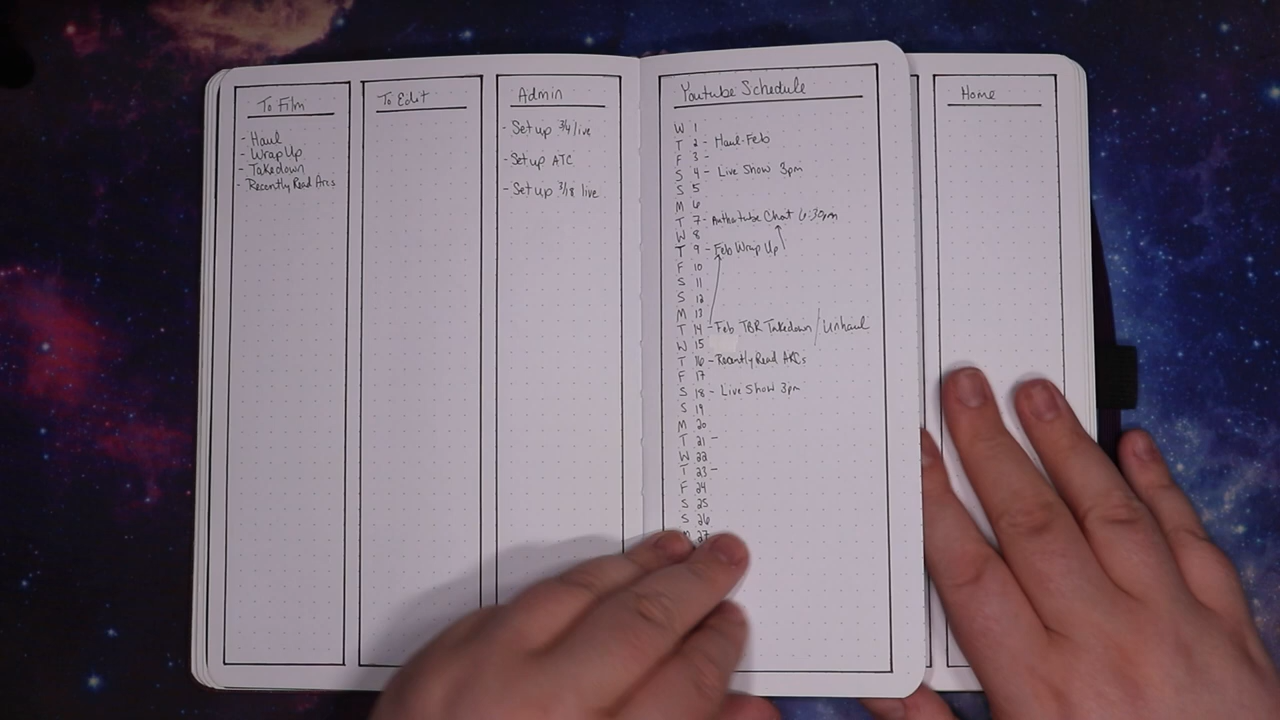 To Film
- Haul
- Wrap Up
- Takedown
- Recently Read Arcs
To Edit
Admin
- Set up 3/4 live
- Set up ATC
- Set up 3/18 live
Youtube Schedule
W 1
T 2 - Haul-Feb
F 3 -
S 4 - Live Show 3pm
S 5
M 6
T 7 - Authortube Chat 6:30pm
W 8
T 9 - Feb Wrap Up
F 10
S 11
S 12
M 13
T 14 - Feb TBR Takedown / Unhaul
W 15
T 16 - Recently Read ARCs
F 17
S 18 - Live Show 3pm
S 19
M 20
T 21 -
W 22
T 23 -
F 24
S 25
S 26
M 27
Home